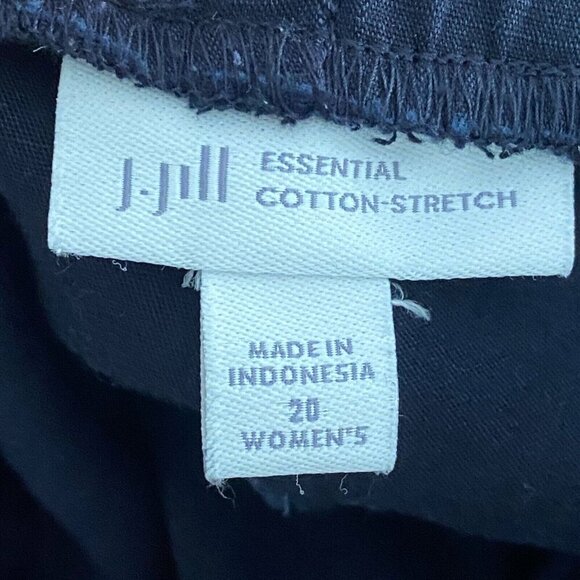 J.Jill ESSENTIAL
COTTON-STRETCH
MADE IN
INDONESIA
20
WOMEN'S